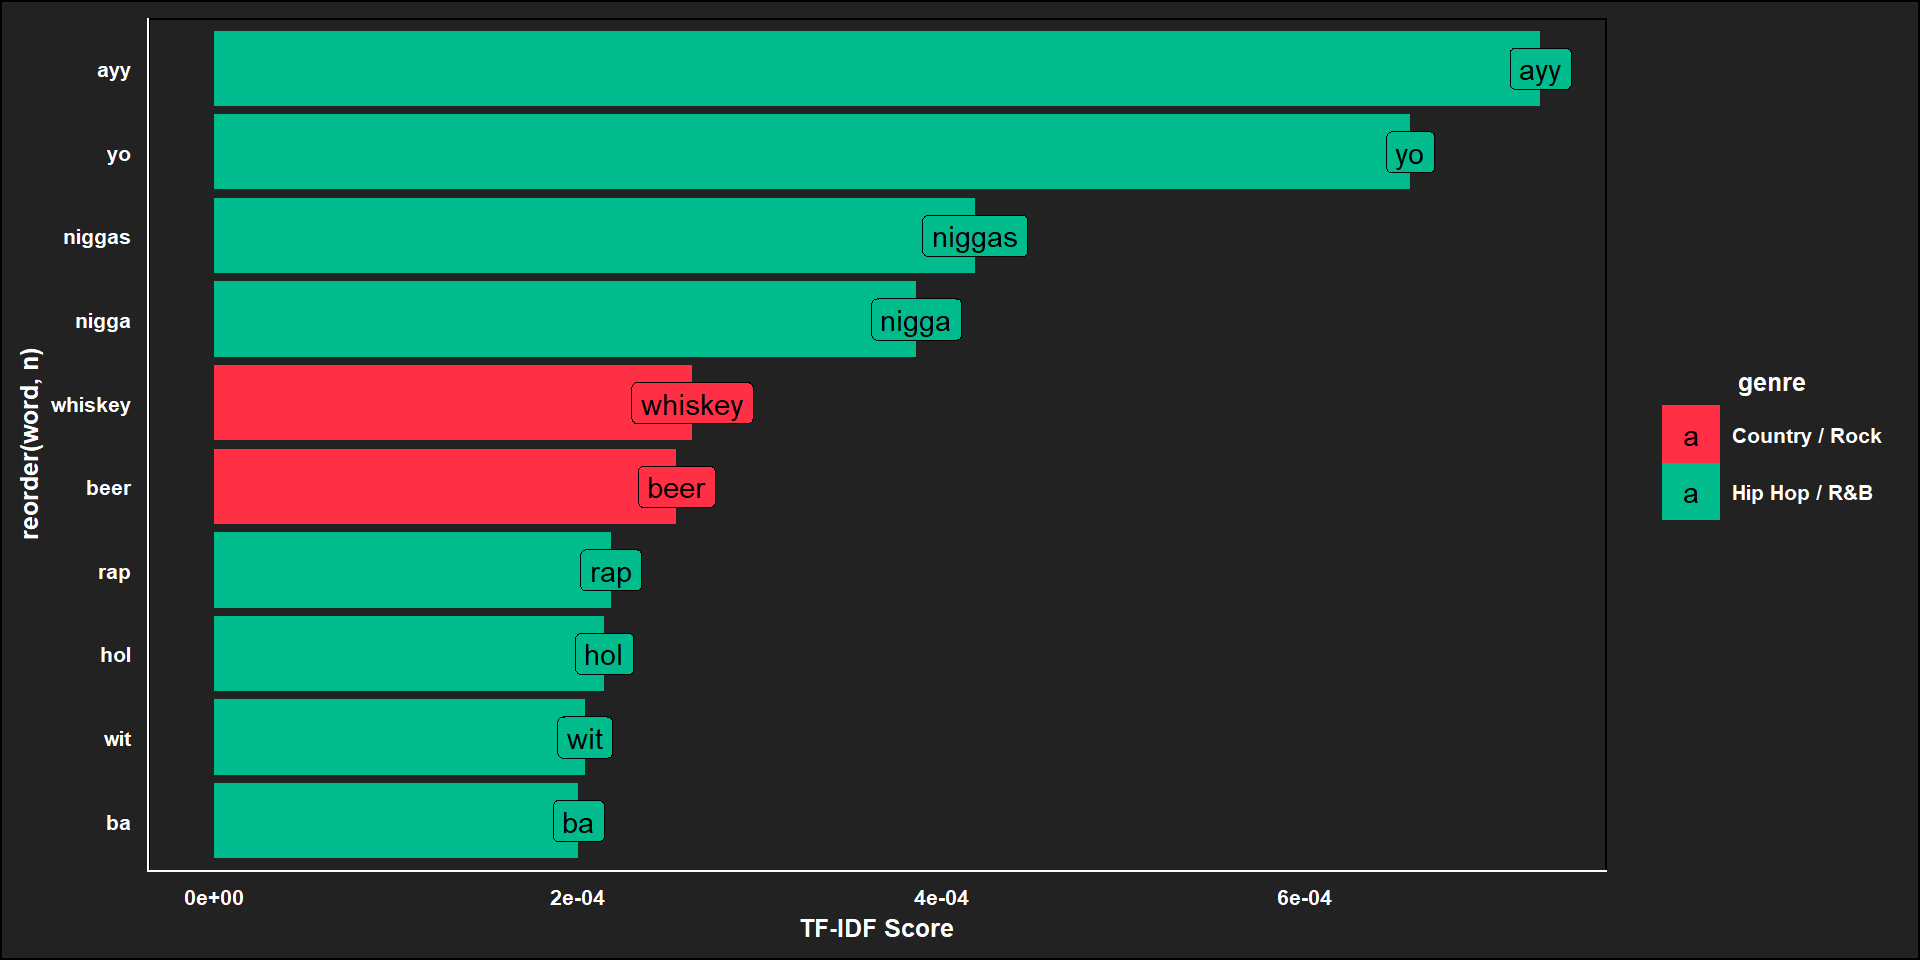 ayy
ayy
yo
yo
niggas
niggas
nigga
nigga
whiskey
whiskey
beer
beer
rap
rap
hol
hol
wit
wit
ba
ba
reorder(word, n)
0e+00 2e-04 4e-04 6e-04
TF-IDF Score
genre
a Country / Rock
a Hip Hop / R&B